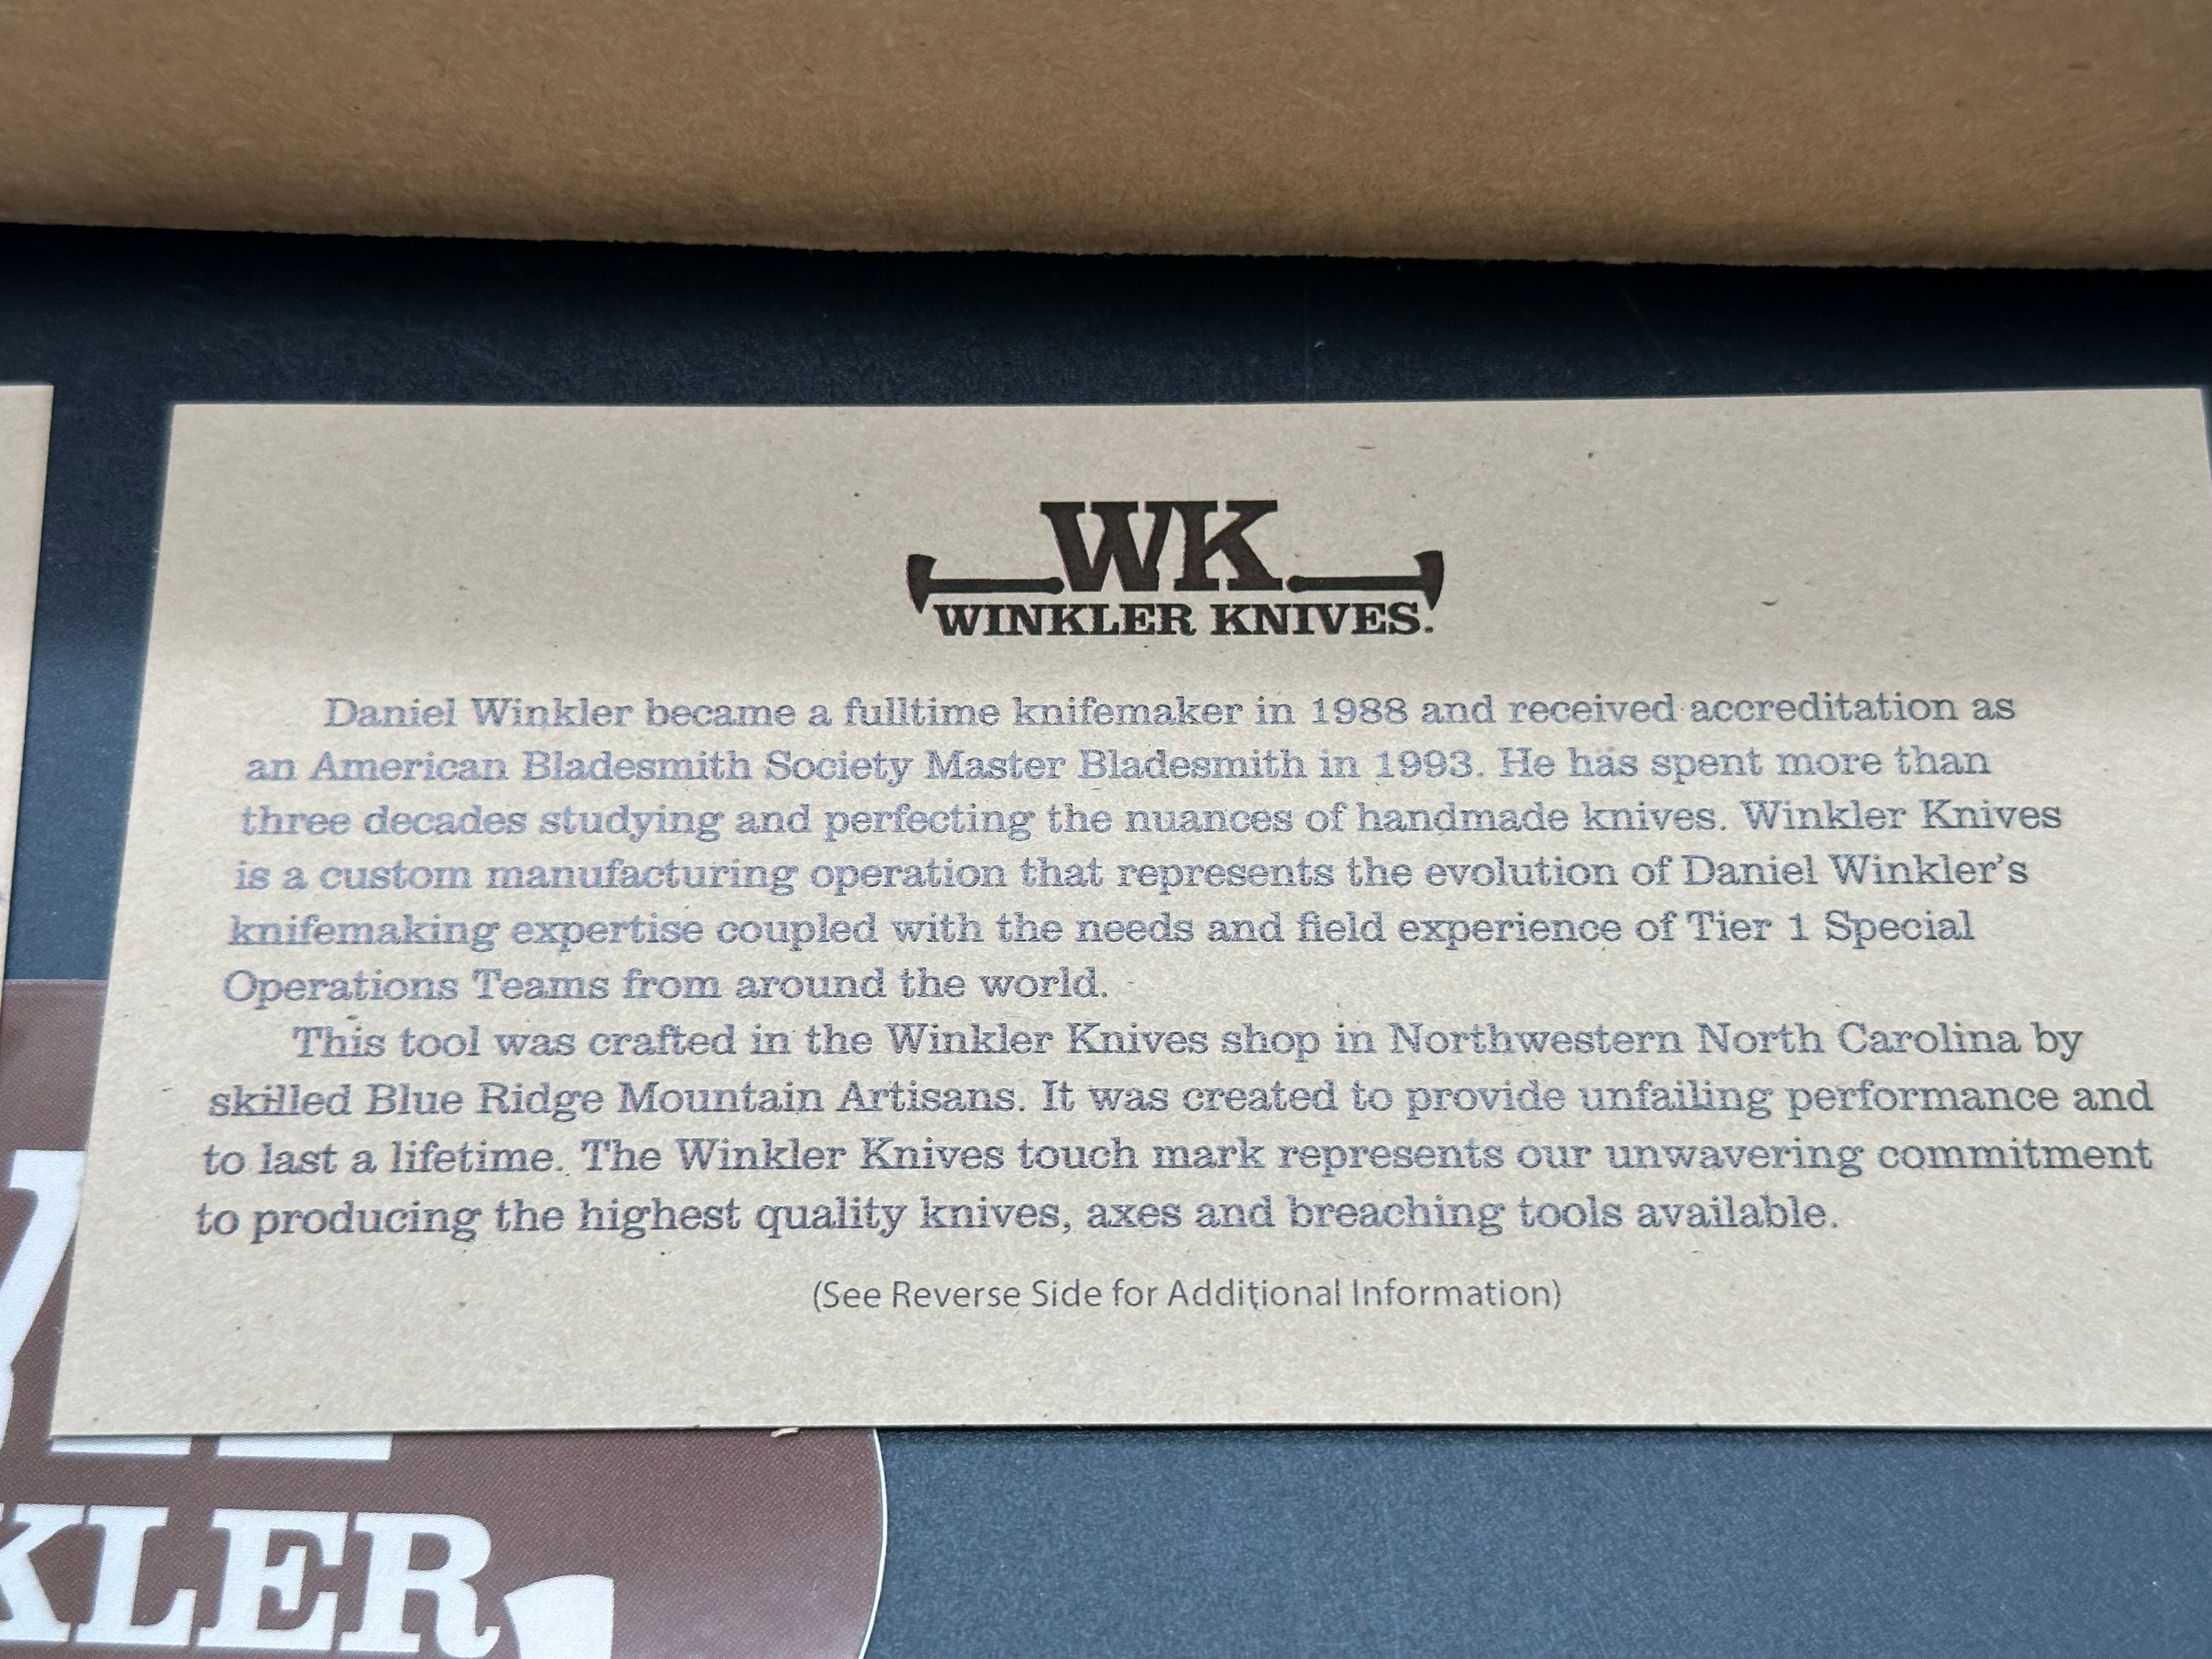 WK
WINKLER KNIVES.
Daniel Winkler became a fulltime knifemaker in 1988 and received accreditation as
an American Bladesmith Society Master Bladesmith in 1993. He has spent more than
three decades studying and perfecting the nuances of handmade knives. Winkler Knives
is a custom manufacturing operation that represents the evolution of Daniel Winkler's
knifemaking expertise coupled with the needs and field experience of Tier 1 Special
Operations Teams from around the world.
This tool was crafted in the Winkler Knives shop in Northwestern North Carolina by
skilled Blue Ridge Mountain Artisans. It was created to provide unfailing performance and
to last a lifetime. The Winkler Knives touch mark represents our unwavering commitment
to producing the highest quality knives, axes and breaching tools available.
(See Reverse Side for Additional Information)
KLER